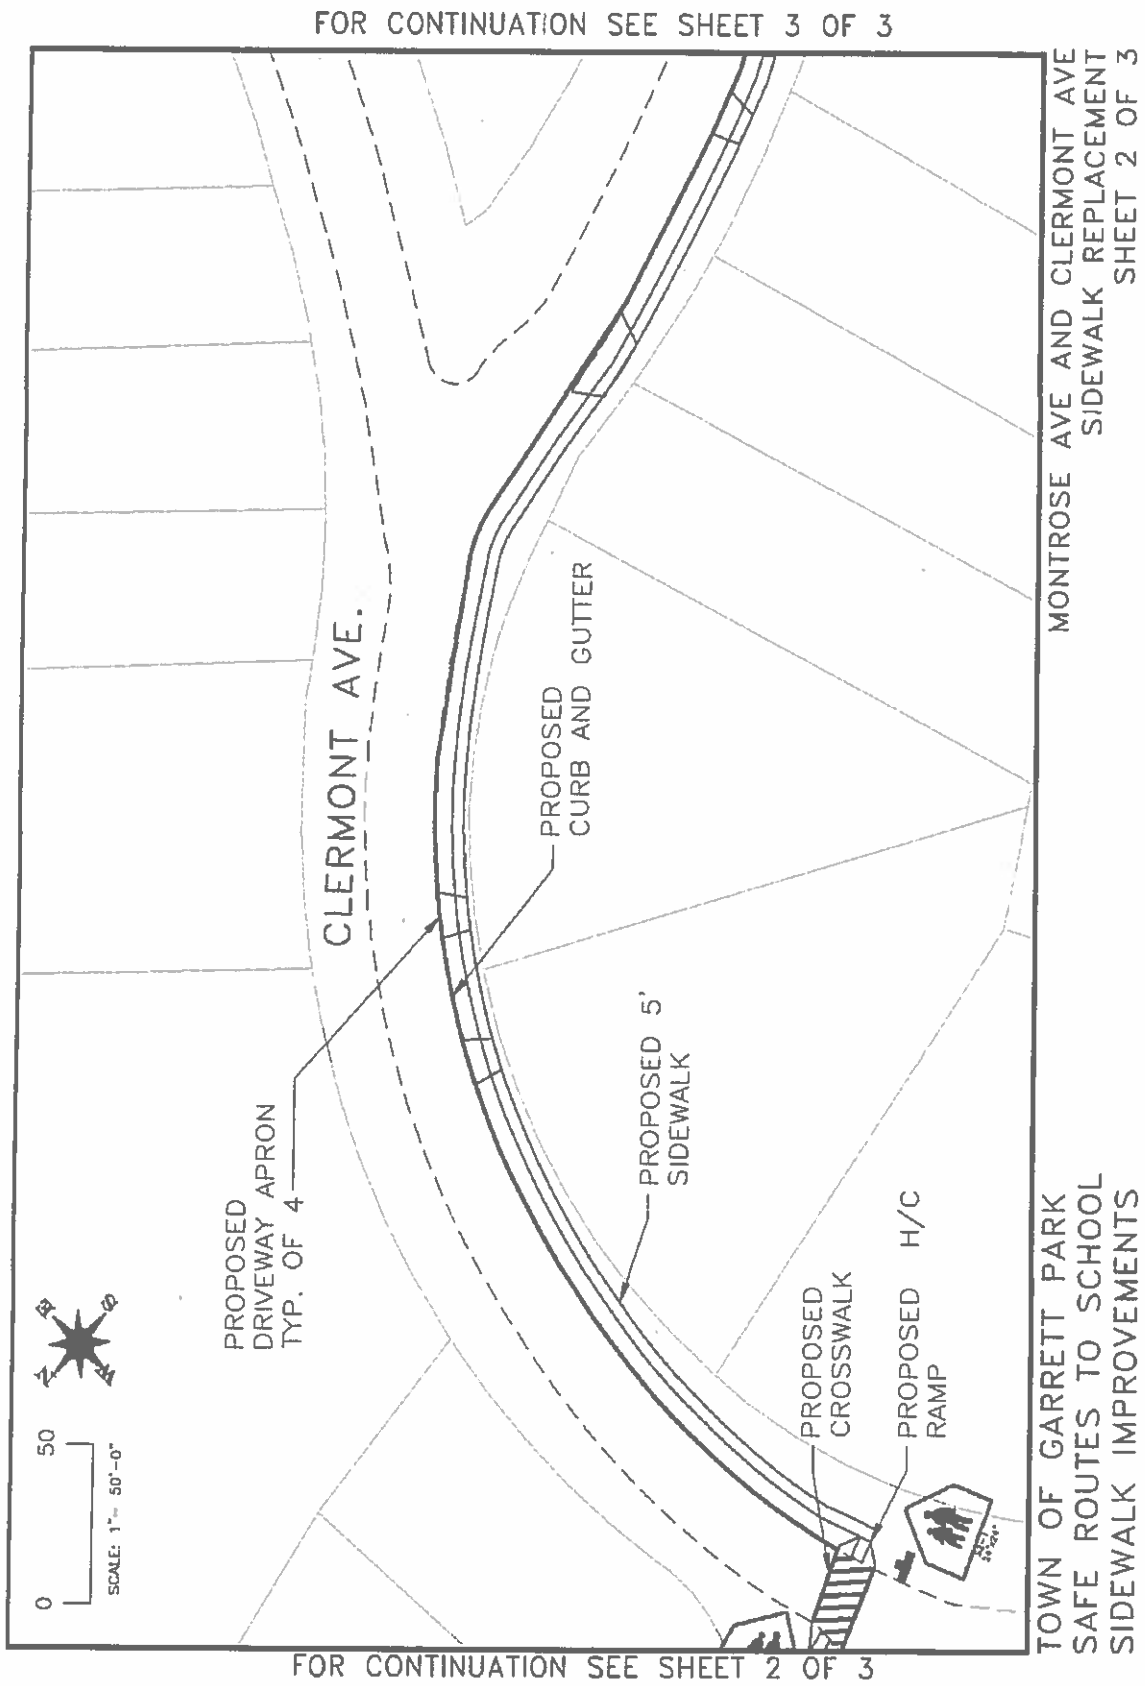 FOR CONTINUATION SEE SHEET 3 OF 3
0 50
SCALE: 1"= 50'-0"
N
E
S
W
CLERMONT AVE.
PROPOSED
DRIVEWAY APRON
TYP. OF 4
PROPOSED
CURB AND GUTTER
PROPOSED 5'
SIDEWALK
PROPOSED
CROSSWALK
PROPOSED H/C
RAMP
FOR CONTINUATION SEE SHEET 2 OF 3
TOWN OF GARRETT PARK
SAFE ROUTES TO SCHOOL
SIDEWALK IMPROVEMENTS
MONTROSE AVE AND CLERMONT AVE
SIDEWALK REPLACEMENT
SHEET 2 OF 3